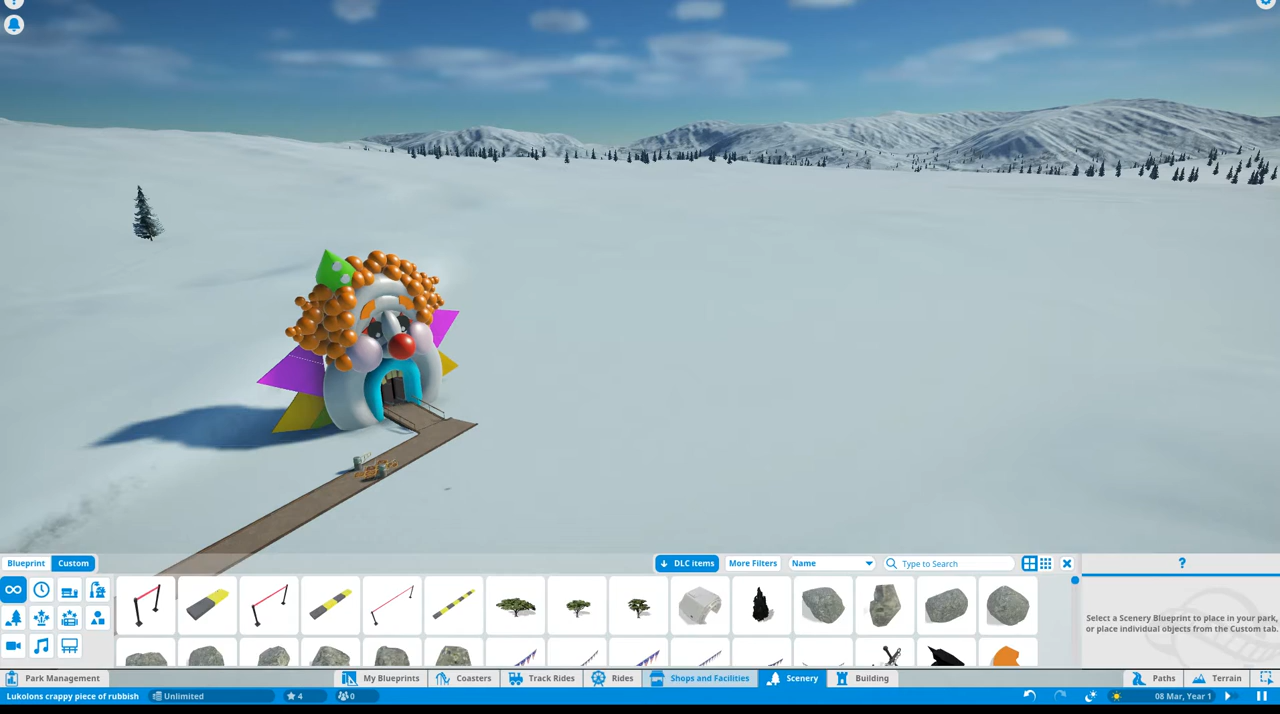 Blueprint Custom DLC items More Filters Name Type to Search
?
Select a Scenery Blueprint to place in your park,
or place individual objects from the Custom tab.
Park Management My Blueprints Coasters Track Rides Rides Shops and Facilities Scenery Building Paths Terrain
Lukolons crappy piece of rubbish Unlimited 4 0 08 Mar, Year 1